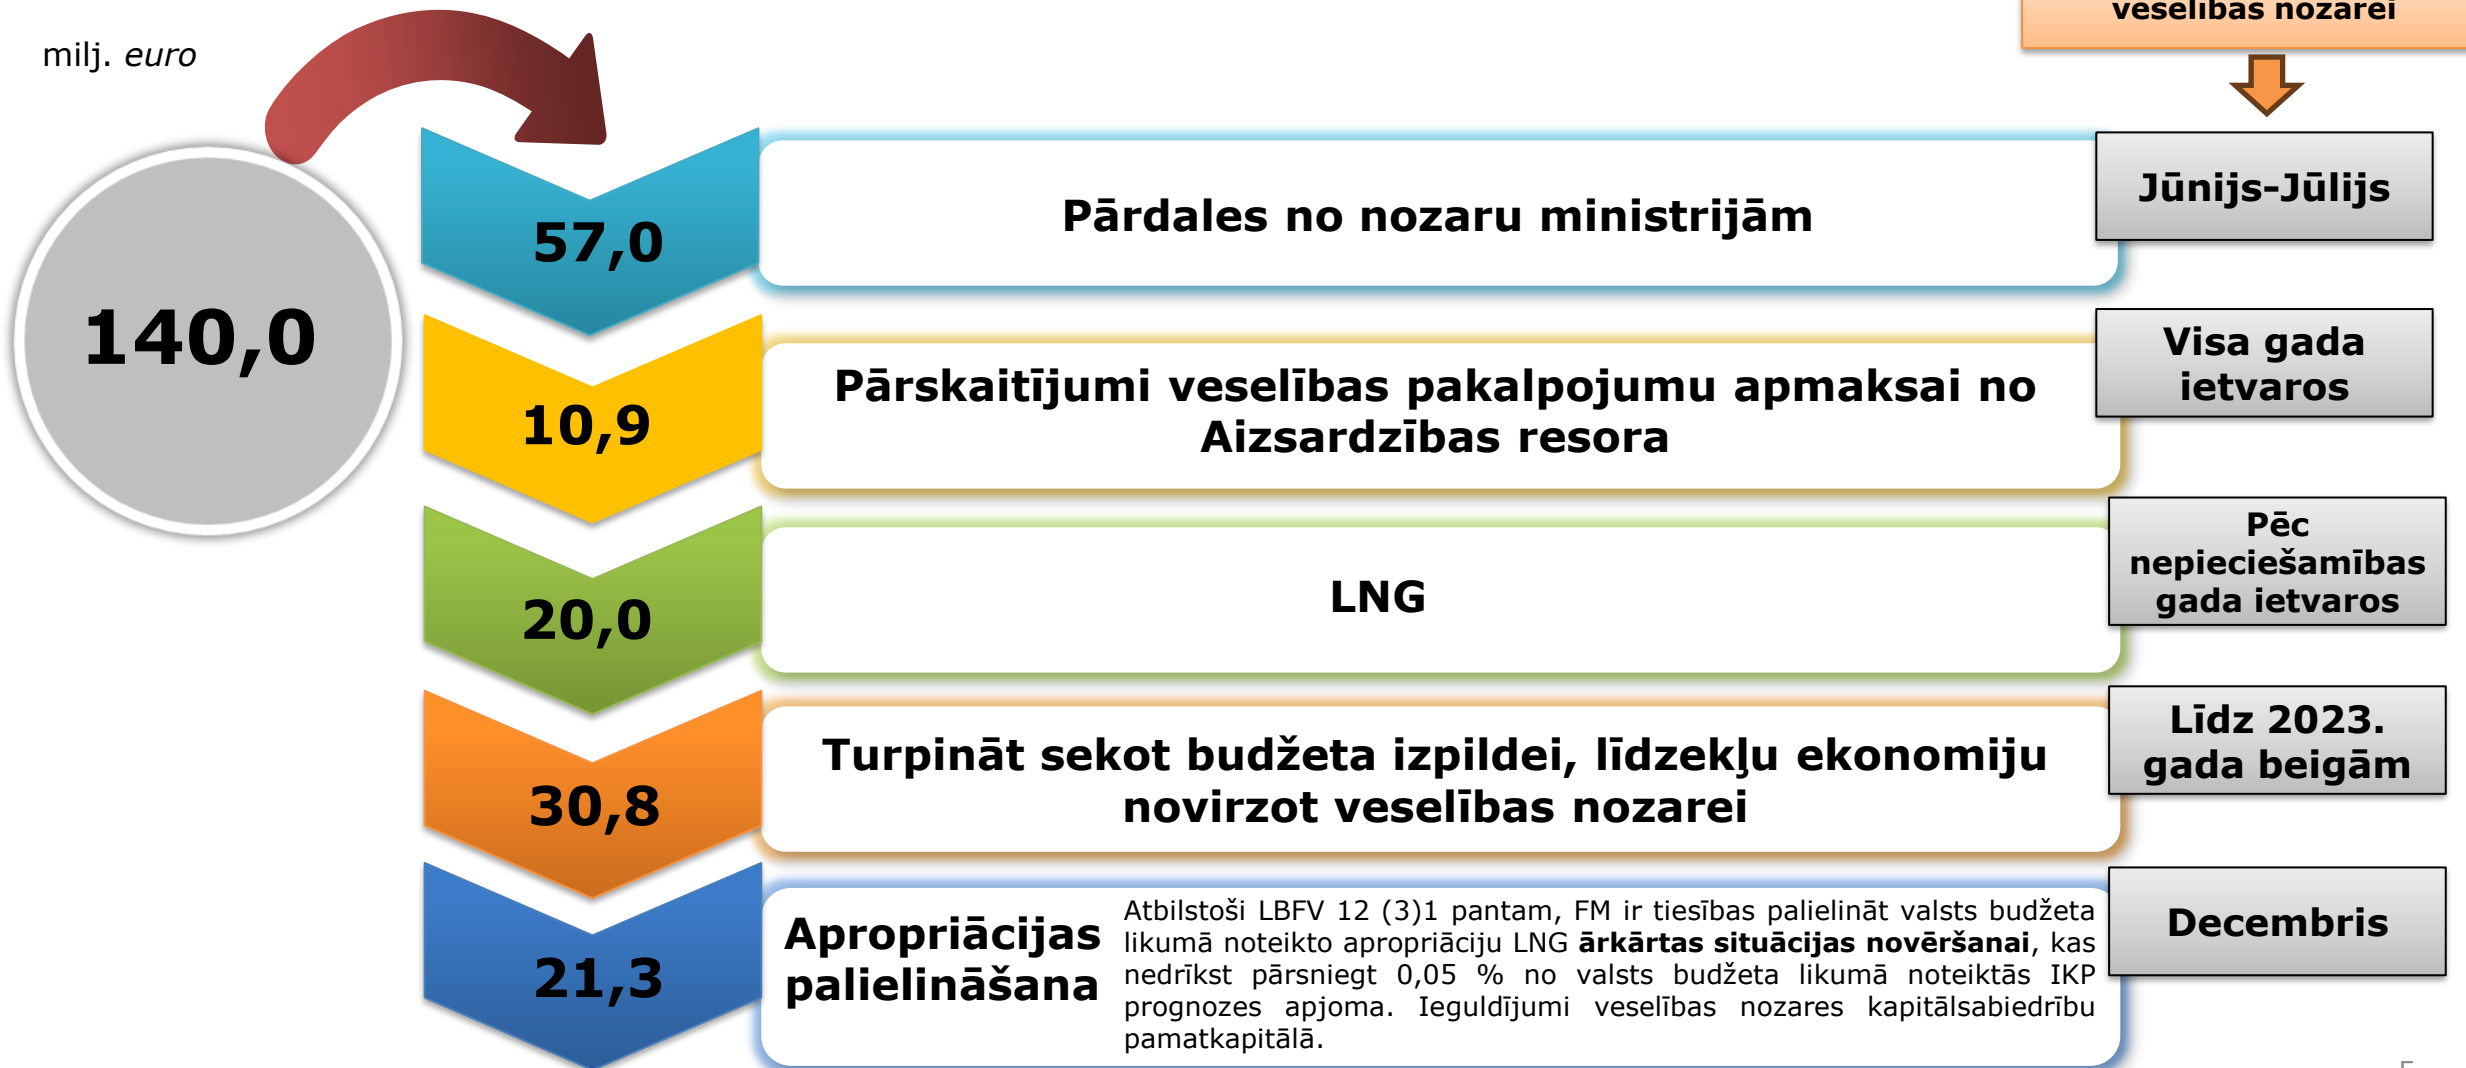 veselības nozarei
milj. euro
140,0
57,0
Pārdales no nozaru ministrijām
Jūnijs-Jūlijs
10,9
Pārskaitījumi veselības pakalpojumu apmaksai no
Aizsardzības resora
Visa gada
ietvaros
20,0
LNG
Pēc
nepieciešamības
gada ietvaros
30,8
Turpināt sekot budžeta izpildei, līdzekļu ekonomiju
novirzot veselības nozarei
Līdz 2023.
gada beigām
21,3
Apropriācijas
palielināšana
Atbilstoši LBFV 12 (3)1 pantam, FM ir tiesības palielināt valsts budžeta
likumā noteikto apropriāciju LNG ārkārtas situācijas novēršanai, kas
nedrīkst pārsniegt 0,05 % no valsts budžeta likumā noteiktās IKP
prognozes apjoma. Ieguldījumi veselības nozares kapitālsabiedrību
pamatkapitālā.
Decembris